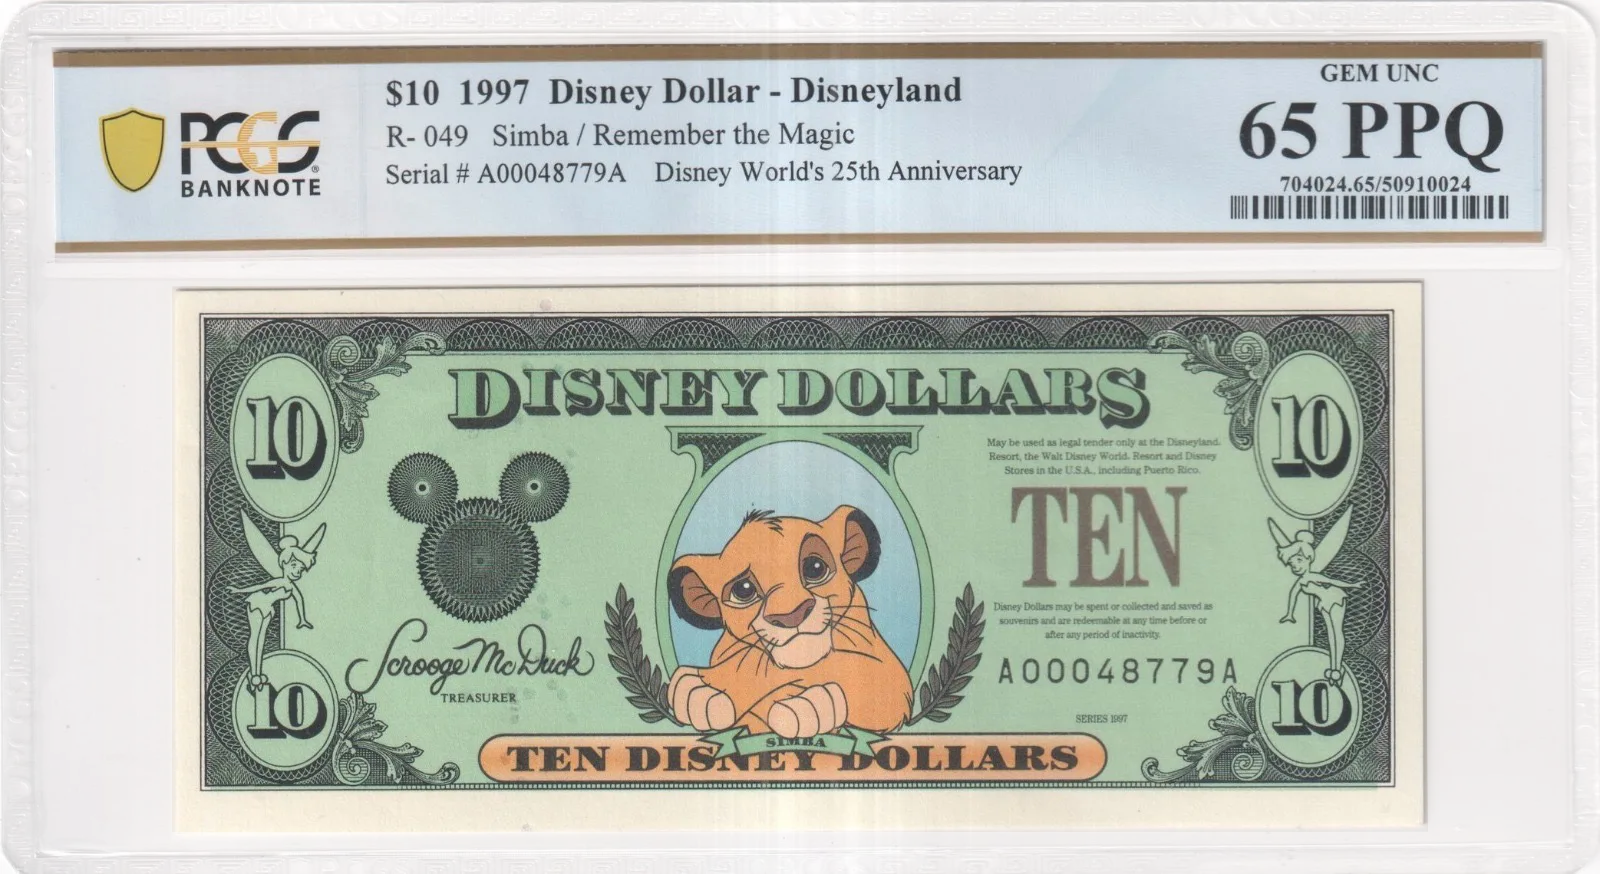 $10 1997 Disney Dollar - Disneyland
R- 049 Simba / Remember the Magic
Serial # A00048779A Disney World's 25th Anniversary
PCGS
BANKNOTE
GEM UNC
65 PPQ
704024.65/50910024
10
10
DISNEY DOLLARS
May be used as legal tender only at the Disneyland.
Resort, the Walt Disney World. Resort and Disney
Stores in the U.S.A., including Puerto Rico.
TEN
Disney Dollars may be spent or collected and saved as
souvenirs and are redeemable at any time before or
after any period of inactivity.
Scrooge McDuck
TREASURER
A00048779A
SERIES 1997
10
10
SIMBA
TEN DISNEY DOLLARS